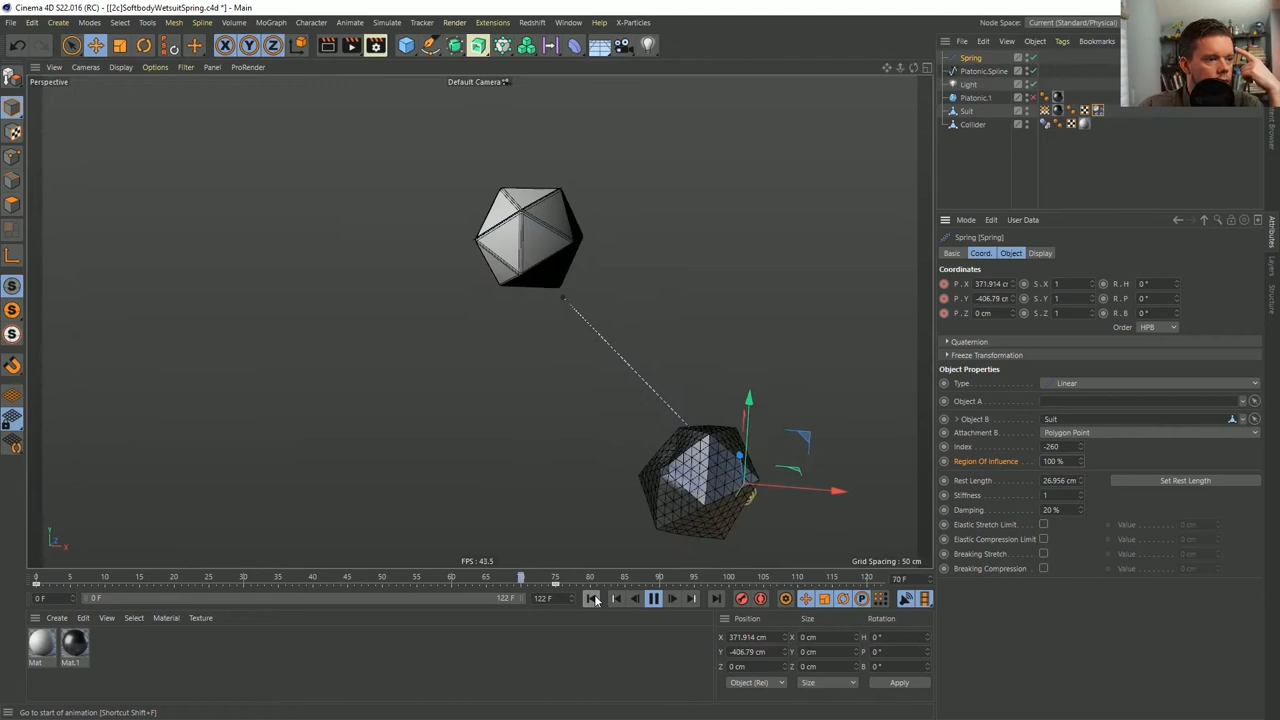 Cinema 4D S22.016 (RC) - [[2c]SoftbodyWetsuitSpring.c4d *] - Main
File Edit Create Modes Select Tools Mesh Spline Volume MoGraph Character Animate Simulate Tracker Render Extensions Redshift Window Help X-Particles
Node Space: Current (Standard/Physical)
View Cameras Display Options Filter Panel ProRender
Perspective
Default Camera
File Edit View Object Tags Bookmarks
Spring
Platonic.Spline
Light
Platonic.1
Suit
Collider
Mode Edit User Data
Attributes
Layers
Structure
Spring [Spring]
Basic Coord. Object Display
Coordinates
P . X 371.914 cr S . X 1 R . H 0 °
P . Y -406.79 cr S . Y 1 R . P 0 °
P . Z 0 cm S . Z 1 R . B 0 °
Order HPB
Quaternion
Freeze Transformation
Object Properties
Type Linear
Object A
Object B Suit
Attachment B Polygon Point
Index -260
Region Of Influence 100 %
Rest Length 26.956 cm Set Rest Length
Stiffness 1
Damping 20 %
Elastic Stretch Limit Value 0 cm
Elastic Compression Limit Value 0 cm
Breaking Stretch Value 0 cm
Breaking Compression Value 0 cm
Y
Z
X
FPS : 43.5
Grid Spacing : 50 cm
0 5 10 15 20 25 30 35 40 45 50 55 60 65 70 75 80 85 90 95 100 105 110 115 120 70 F
0 F 0 F 122 F 122 F
Create Edit View Select Material Texture
Mat Mat.1
Position Size Rotation
X 371.914 cm X 0 cm H 0 °
Y -406.79 cm Y 0 cm P 0 °
Z 0 cm Z 0 cm B 0 °
Object (Rel) Size Apply
Go to start of animation [Shortcut Shift+F]